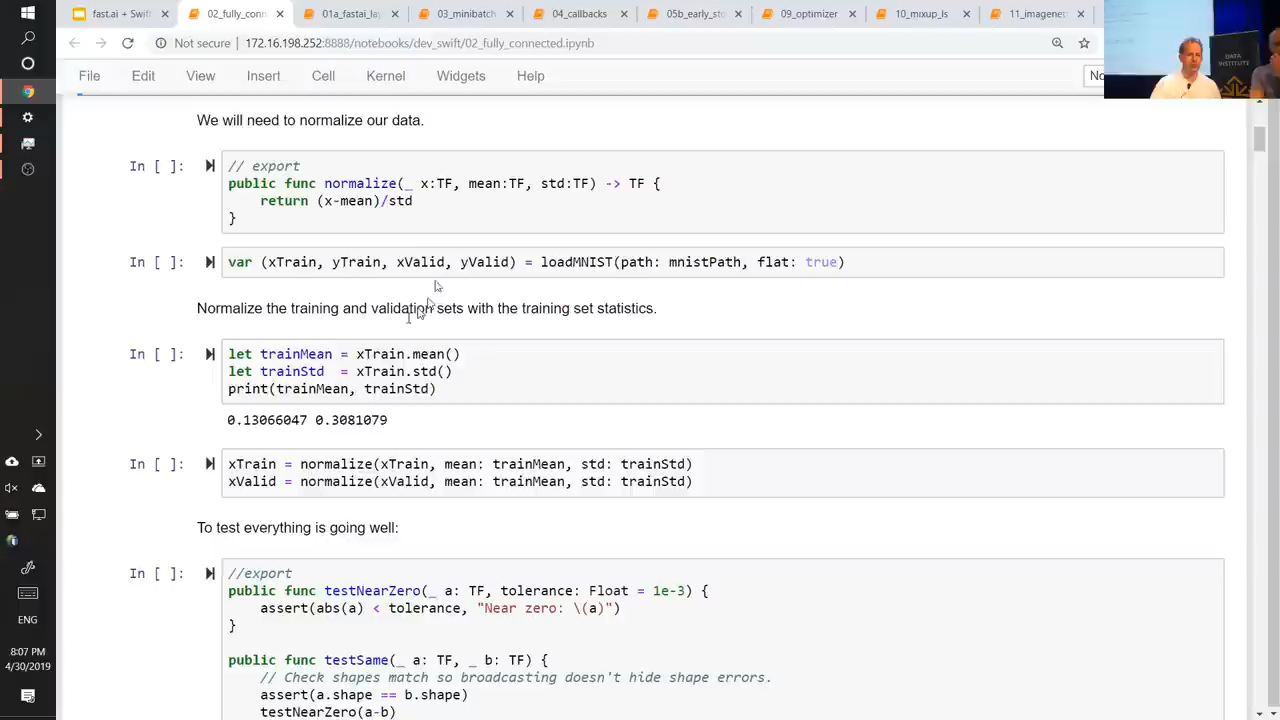 fast.ai - Swift
02_fully_conn
01a_fastai_lay
03_minibatch
04_callbacks
05b_early_sto
09_optimizer
10_mixup_ls
11_imagenet
Not secure | 172.16.198.252:8888/notebooks/dev_swift/02_fully_connected.ipynb
File Edit View Insert Cell Kernel Widgets Help
No
DATA
INSTITUTE
We will need to normalize our data.
In [ ]:
// export
public func normalize(_ x:TF, mean:TF, std:TF) -> TF {
return (x-mean)/std
}
In [ ]:
var (xTrain, yTrain, xValid, yValid) = loadMNIST(path: mnistPath, flat: true)
Normalize the training and validation sets with the training set statistics.
In [ ]:
let trainMean = xTrain.mean()
let trainStd  = xTrain.std()
print(trainMean, trainStd)
0.13066047 0.3081079
In [ ]:
xTrain = normalize(xTrain, mean: trainMean, std: trainStd)
xValid = normalize(xValid, mean: trainMean, std: trainStd)
To test everything is going well:
In [ ]:
//export
public func testNearZero(_ a: TF, tolerance: Float = 1e-3) {
assert(abs(a) < tolerance, "Near zero: \(a)")
}
public func testSame(_ a: TF, _ b: TF) {
// Check shapes match so broadcasting doesn't hide shape errors.
assert(a.shape == b.shape)
testNearZero(a-b)
ENG
8:07 PM
4/30/2019